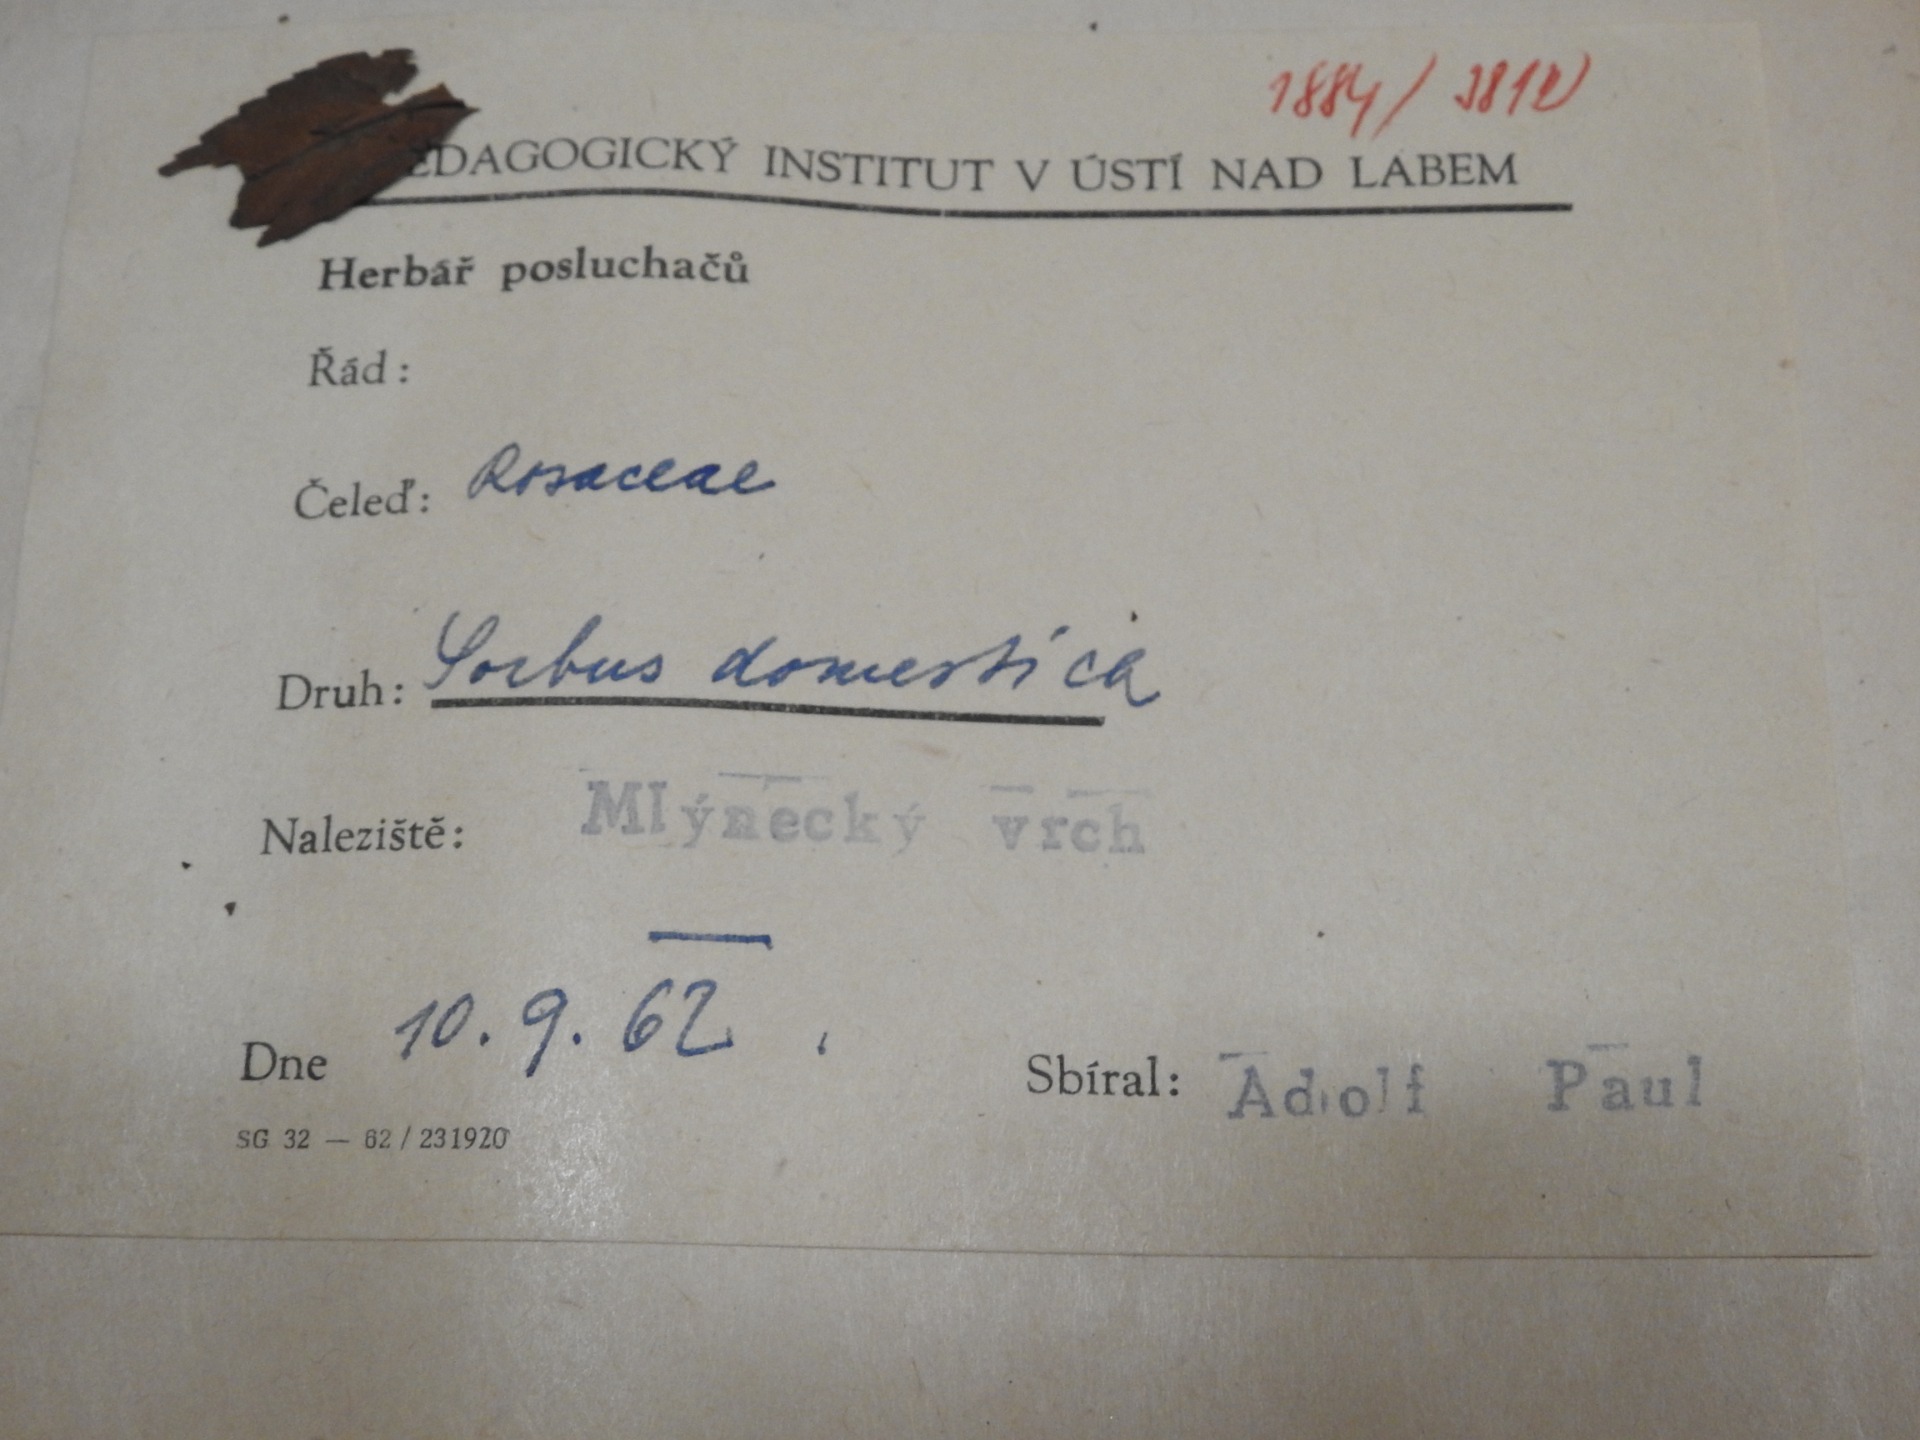 1884/3812
EDAGOGICKÝ INSTITUT V ÚSTÍ NAD LABEM
Herbář posluchačů
Řád:
Čeleď: Rosaceae
Druh: Sorbus domestica
Naleziště: Mlýnecký vrch
Dne 10. 9. 62
Sbíral: Adolf Paul
SG 32 — 62/231920